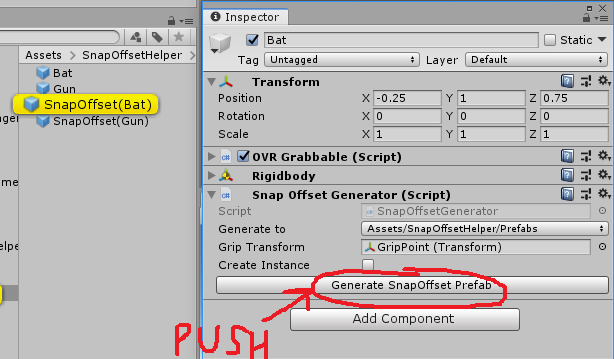 Inspector
Bat
Static
Tag Untagged Layer Default
Assets > SnapOffsetHelper >
Bat
Gun
SnapOffset(Bat)
SnapOffset(Gun)
Transform
Position X -0.25 Y 1 Z 0.75
Rotation X 0 Y 0 Z 0
Scale X 1 Y 1 Z 1
OVR Grabbable (Script)
Rigidbody
Snap Offset Generator (Script)
Script SnapOffsetGenerator
Generate to Assets/SnapOffsetHelper/Prefabs
Grip Transform GripPoint (Transform)
Create Instance
Generate SnapOffset Prefab
Add Component
PUSH